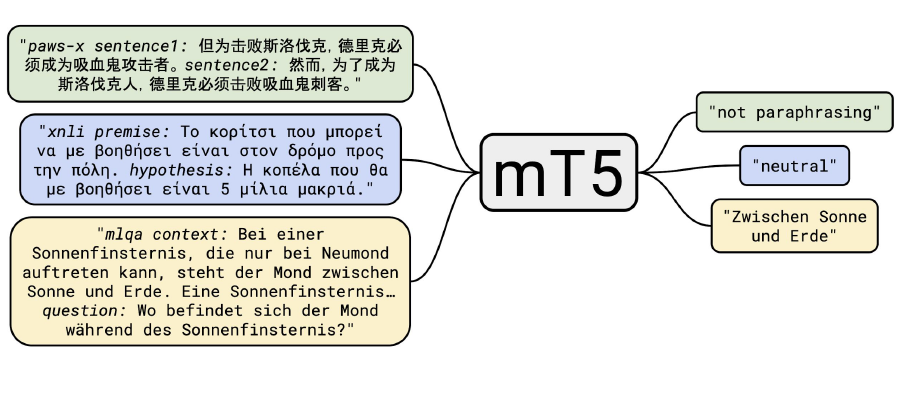 "paws-x sentence1: 但为击败斯洛伐克, 德里克必
须成为吸血鬼攻击者。sentence2: 然而, 为了成为
斯洛伐克人, 德里克必须击败吸血鬼刺客。"
"xnli premise: Το κορίτσι που μπορεί
να με βοηθήσει είναι στον δρόμο προς
την πόλη. hypothesis: Η κοπέλα που θα
με βοηθήσει είναι 5 μίλια μακριά."
"mlqa context: Bei einer
Sonnenfinsternis, die nur bei Neumond
auftreten kann, steht der Mond zwischen
Sonne und Erde. Eine Sonnenfinsternis…
question: Wo befindet sich der Mond
während des Sonnenfinsternis?"
mT5
"not paraphrasing"
"neutral"
"Zwischen Sonne
und Erde"